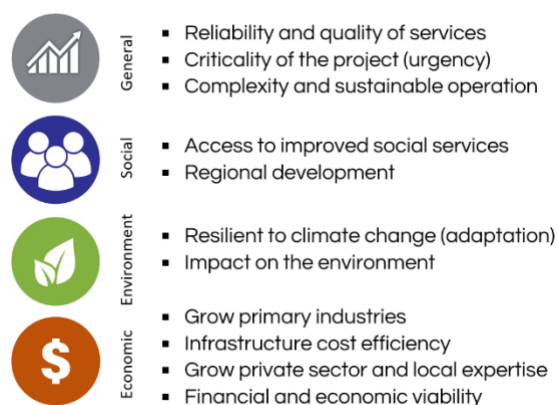 General
Reliability and quality of services
Criticality of the project (urgency)
Complexity and sustainable operation
Social
Access to improved social services
Regional development
Environment
Resilient to climate change (adaptation)
Impact on the environment
$
Economic
Grow primary industries
Infrastructure cost efficiency
Grow private sector and local expertise
Financial and economic viability